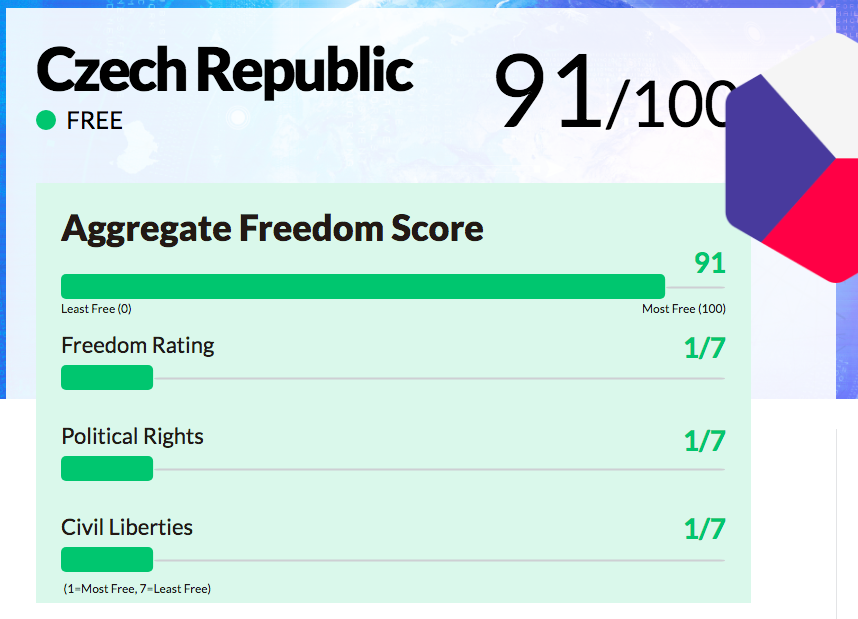 Czech Republic
91/100
FREE
Aggregate Freedom Score
91
Least Free (0)
Most Free (100)
Freedom Rating
1/7
Political Rights
1/7
Civil Liberties
1/7
(1=Most Free, 7=Least Free)